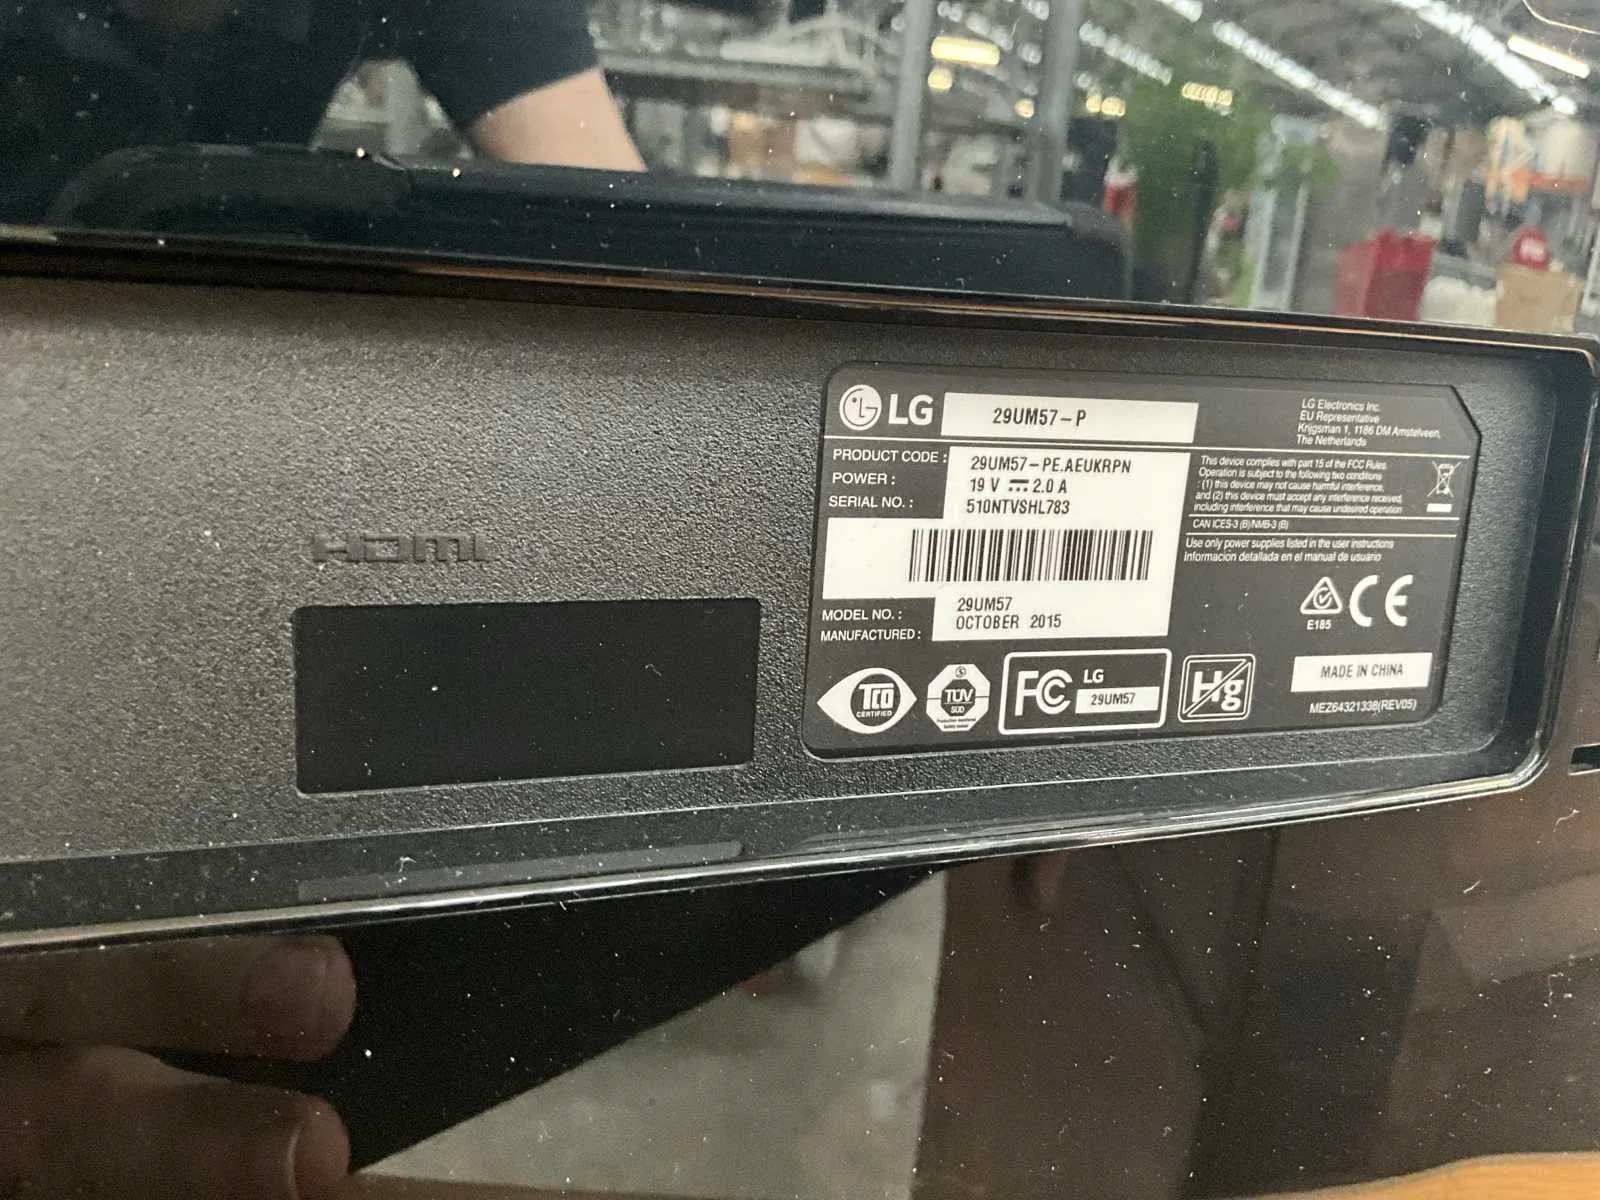 HDMI
LG
29UM57-P
LG Electronics Inc.
EU Representative
Krijgsman 1, 1186 DM Amstelveen,
The Netherlands
PRODUCT CODE : 29UM57-PE.AEUKRPN
POWER : 19 V 2.0 A
SERIAL NO. : 510NTVSHL783
This device complies with part 15 of the FCC Rules
Operation is subject to the following two conditions
: (1) this device may not cause harmful interference,
and (2) this device must accept any interference received,
including interference that may cause undesired operation
CAN ICES-3 (B)/NMB-3 (B)
Use only power supplies listed in the user instructions
Informacion detallada en el manual de usuario
MODEL NO. : 29UM57
MANUFACTURED : OCTOBER 2015
E185
CE
TCO
CERTIFIED
TÜV
SÜD
FC
LG
29UM57
Hg
MADE IN CHINA
MEZ64321338(REV05)